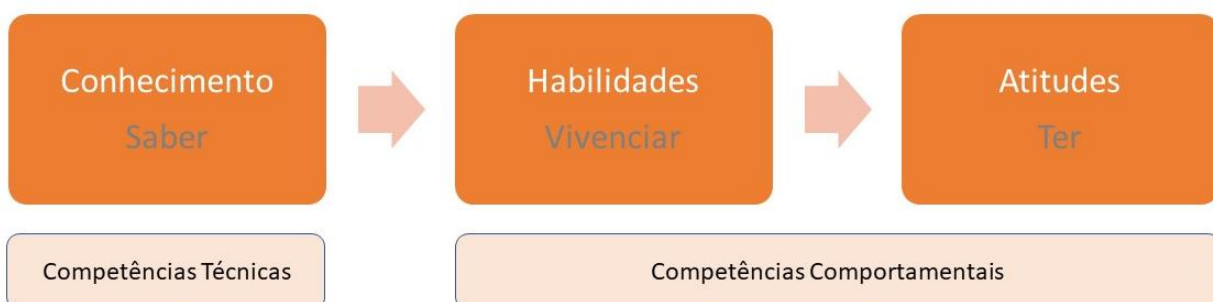 Conhecimento
Saber
Habilidades
Vivenciar
Atitudes
Ter
Competências Técnicas
Competências Comportamentais